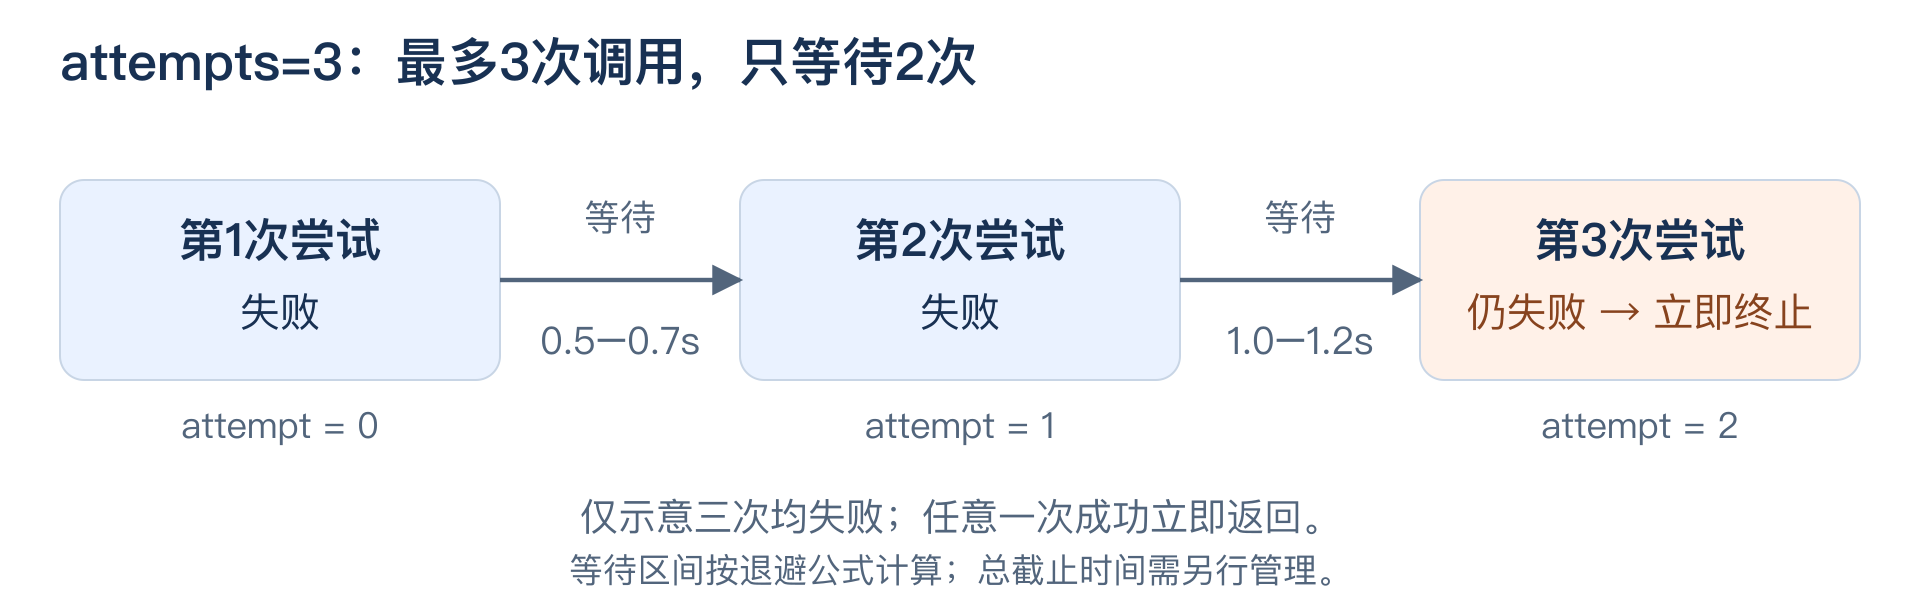 attempts=3：最多3次调用，只等待2次
第1次尝试
失败
attempt = 0
等待
0.5—0.7s
第2次尝试
失败
attempt = 1
等待
1.0—1.2s
第3次尝试
仍失败 → 立即终止
attempt = 2
仅示意三次均失败；任意一次成功立即返回。
等待区间按退避公式计算；总截止时间需另行管理。